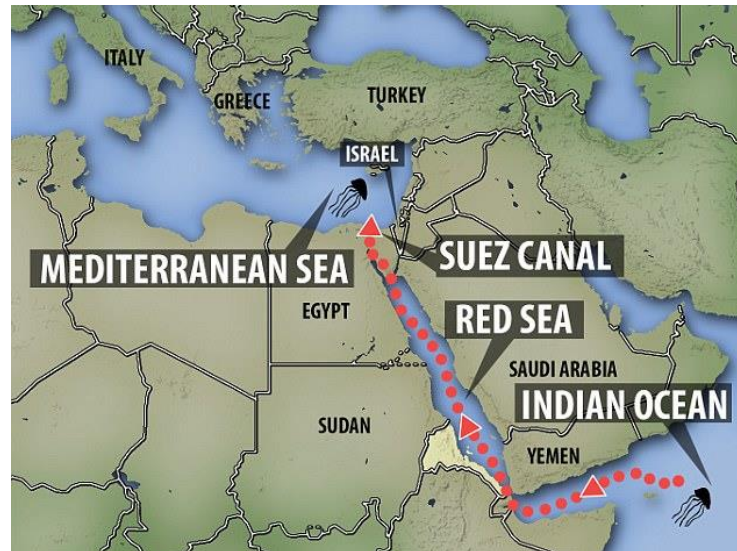 ITALY
GREECE
TURKEY
ISRAEL
MEDITERRANEAN SEA
SUEZ CANAL
EGYPT
RED SEA
SAUDI ARABIA
INDIAN OCEAN
SUDAN
YEMEN